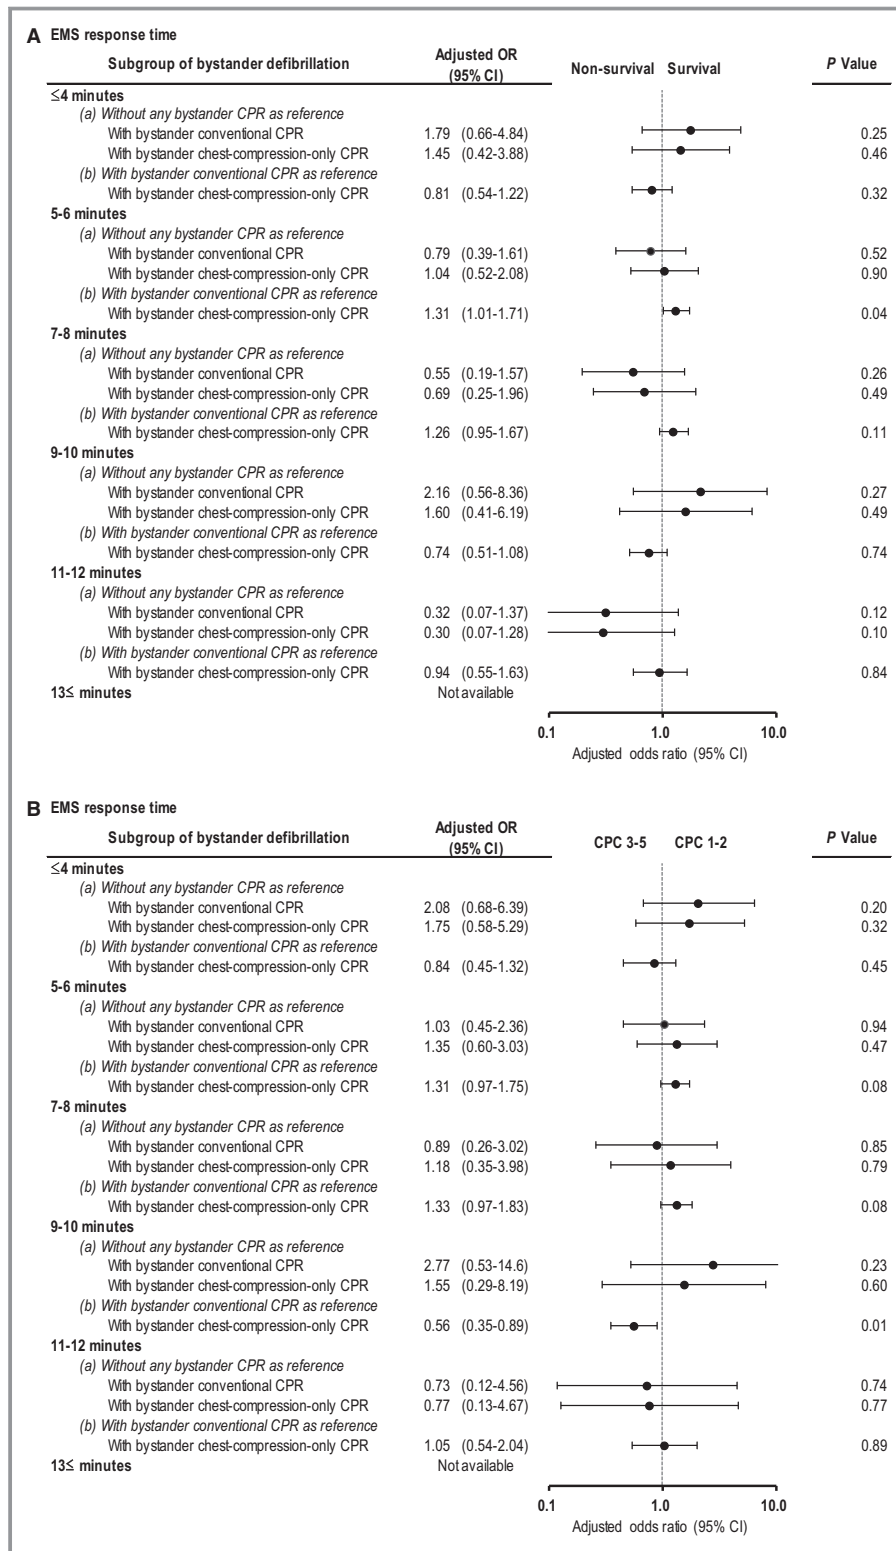 A EMS response time
Subgroup of bystander defibrillation Adjusted OR (95% CI) Non-survival Survival P Value
≤4 minutes
(a) Without any bystander CPR as reference
With bystander conventional CPR 1.79 (0.66-4.84) 0.25
With bystander chest-compression-only CPR 1.45 (0.42-3.88) 0.46
(b) With bystander conventional CPR as reference
With bystander chest-compression-only CPR 0.81 (0.54-1.22) 0.32
5-6 minutes
(a) Without any bystander CPR as reference
With bystander conventional CPR 0.79 (0.39-1.61) 0.52
With bystander chest-compression-only CPR 1.04 (0.52-2.08) 0.90
(b) With bystander conventional CPR as reference
With bystander chest-compression-only CPR 1.31 (1.01-1.71) 0.04
7-8 minutes
(a) Without any bystander CPR as reference
With bystander conventional CPR 0.55 (0.19-1.57) 0.26
With bystander chest-compression-only CPR 0.69 (0.25-1.96) 0.49
(b) With bystander conventional CPR as reference
With bystander chest-compression-only CPR 1.26 (0.95-1.67) 0.11
9-10 minutes
(a) Without any bystander CPR as reference
With bystander conventional CPR 2.16 (0.56-8.36) 0.27
With bystander chest-compression-only CPR 1.60 (0.41-6.19) 0.49
(b) With bystander conventional CPR as reference
With bystander chest-compression-only CPR 0.74 (0.51-1.08) 0.74
11-12 minutes
(a) Without any bystander CPR as reference
With bystander conventional CPR 0.32 (0.07-1.37) 0.12
With bystander chest-compression-only CPR 0.30 (0.07-1.28) 0.10
(b) With bystander conventional CPR as reference
With bystander chest-compression-only CPR 0.94 (0.55-1.63) 0.84
13≤ minutes Not available
0.1 1.0 10.0
Adjusted odds ratio (95% CI)
B EMS response time
Subgroup of bystander defibrillation Adjusted OR (95% CI) CPC 3-5 CPC 1-2 P Value
≤4 minutes
(a) Without any bystander CPR as reference
With bystander conventional CPR 2.08 (0.68-6.39) 0.20
With bystander chest-compression-only CPR 1.75 (0.58-5.29) 0.32
(b) With bystander conventional CPR as reference
With bystander chest-compression-only CPR 0.84 (0.45-1.32) 0.45
5-6 minutes
(a) Without any bystander CPR as reference
With bystander conventional CPR 1.03 (0.45-2.36) 0.94
With bystander chest-compression-only CPR 1.35 (0.60-3.03) 0.47
(b) With bystander conventional CPR as reference
With bystander chest-compression-only CPR 1.31 (0.97-1.75) 0.08
7-8 minutes
(a) Without any bystander CPR as reference
With bystander conventional CPR 0.89 (0.26-3.02) 0.85
With bystander chest-compression-only CPR 1.18 (0.35-3.98) 0.79
(b) With bystander conventional CPR as reference
With bystander chest-compression-only CPR 1.33 (0.97-1.83) 0.08
9-10 minutes
(a) Without any bystander CPR as reference
With bystander conventional CPR 2.77 (0.53-14.6) 0.23
With bystander chest-compression-only CPR 1.55 (0.29-8.19) 0.60
(b) With bystander conventional CPR as reference
With bystander chest-compression-only CPR 0.56 (0.35-0.89) 0.01
11-12 minutes
(a) Without any bystander CPR as reference
With bystander conventional CPR 0.73 (0.12-4.56) 0.74
With bystander chest-compression-only CPR 0.77 (0.13-4.67) 0.77
(b) With bystander conventional CPR as reference
With bystander chest-compression-only CPR 1.05 (0.54-2.04) 0.89
13≤ minutes Not available
0.1 1.0 10.0
Adjusted odds ratio (95% CI)